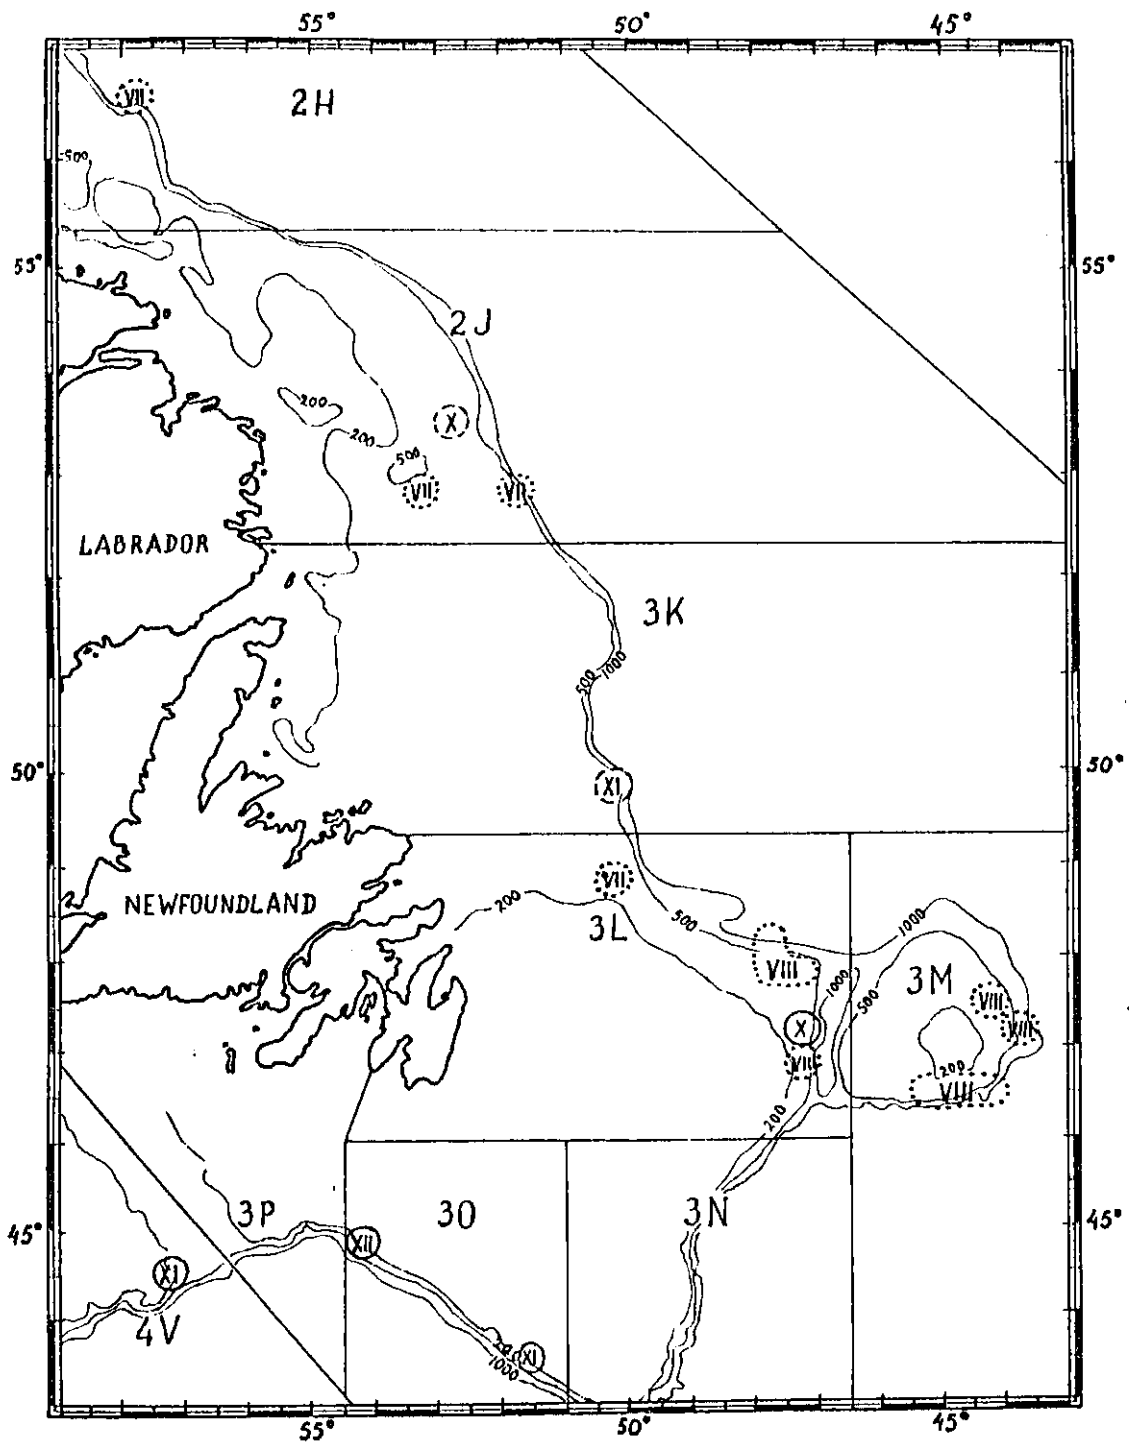 55° 50° 45°
VII
2H
500
55° 55°
2J
200
X
200
500
VII VII
LABRADOR
3K
500 1000
50° 50°
XI
VII
NEWFOUNDLAND
200
3L
500
1000
VIII
3M
1000
500
VIII
X
VIII
VIII
200
VIII
200
3P 3O 3N
45° 45°
XII
XI
4V
XI
1000
55° 50° 45°